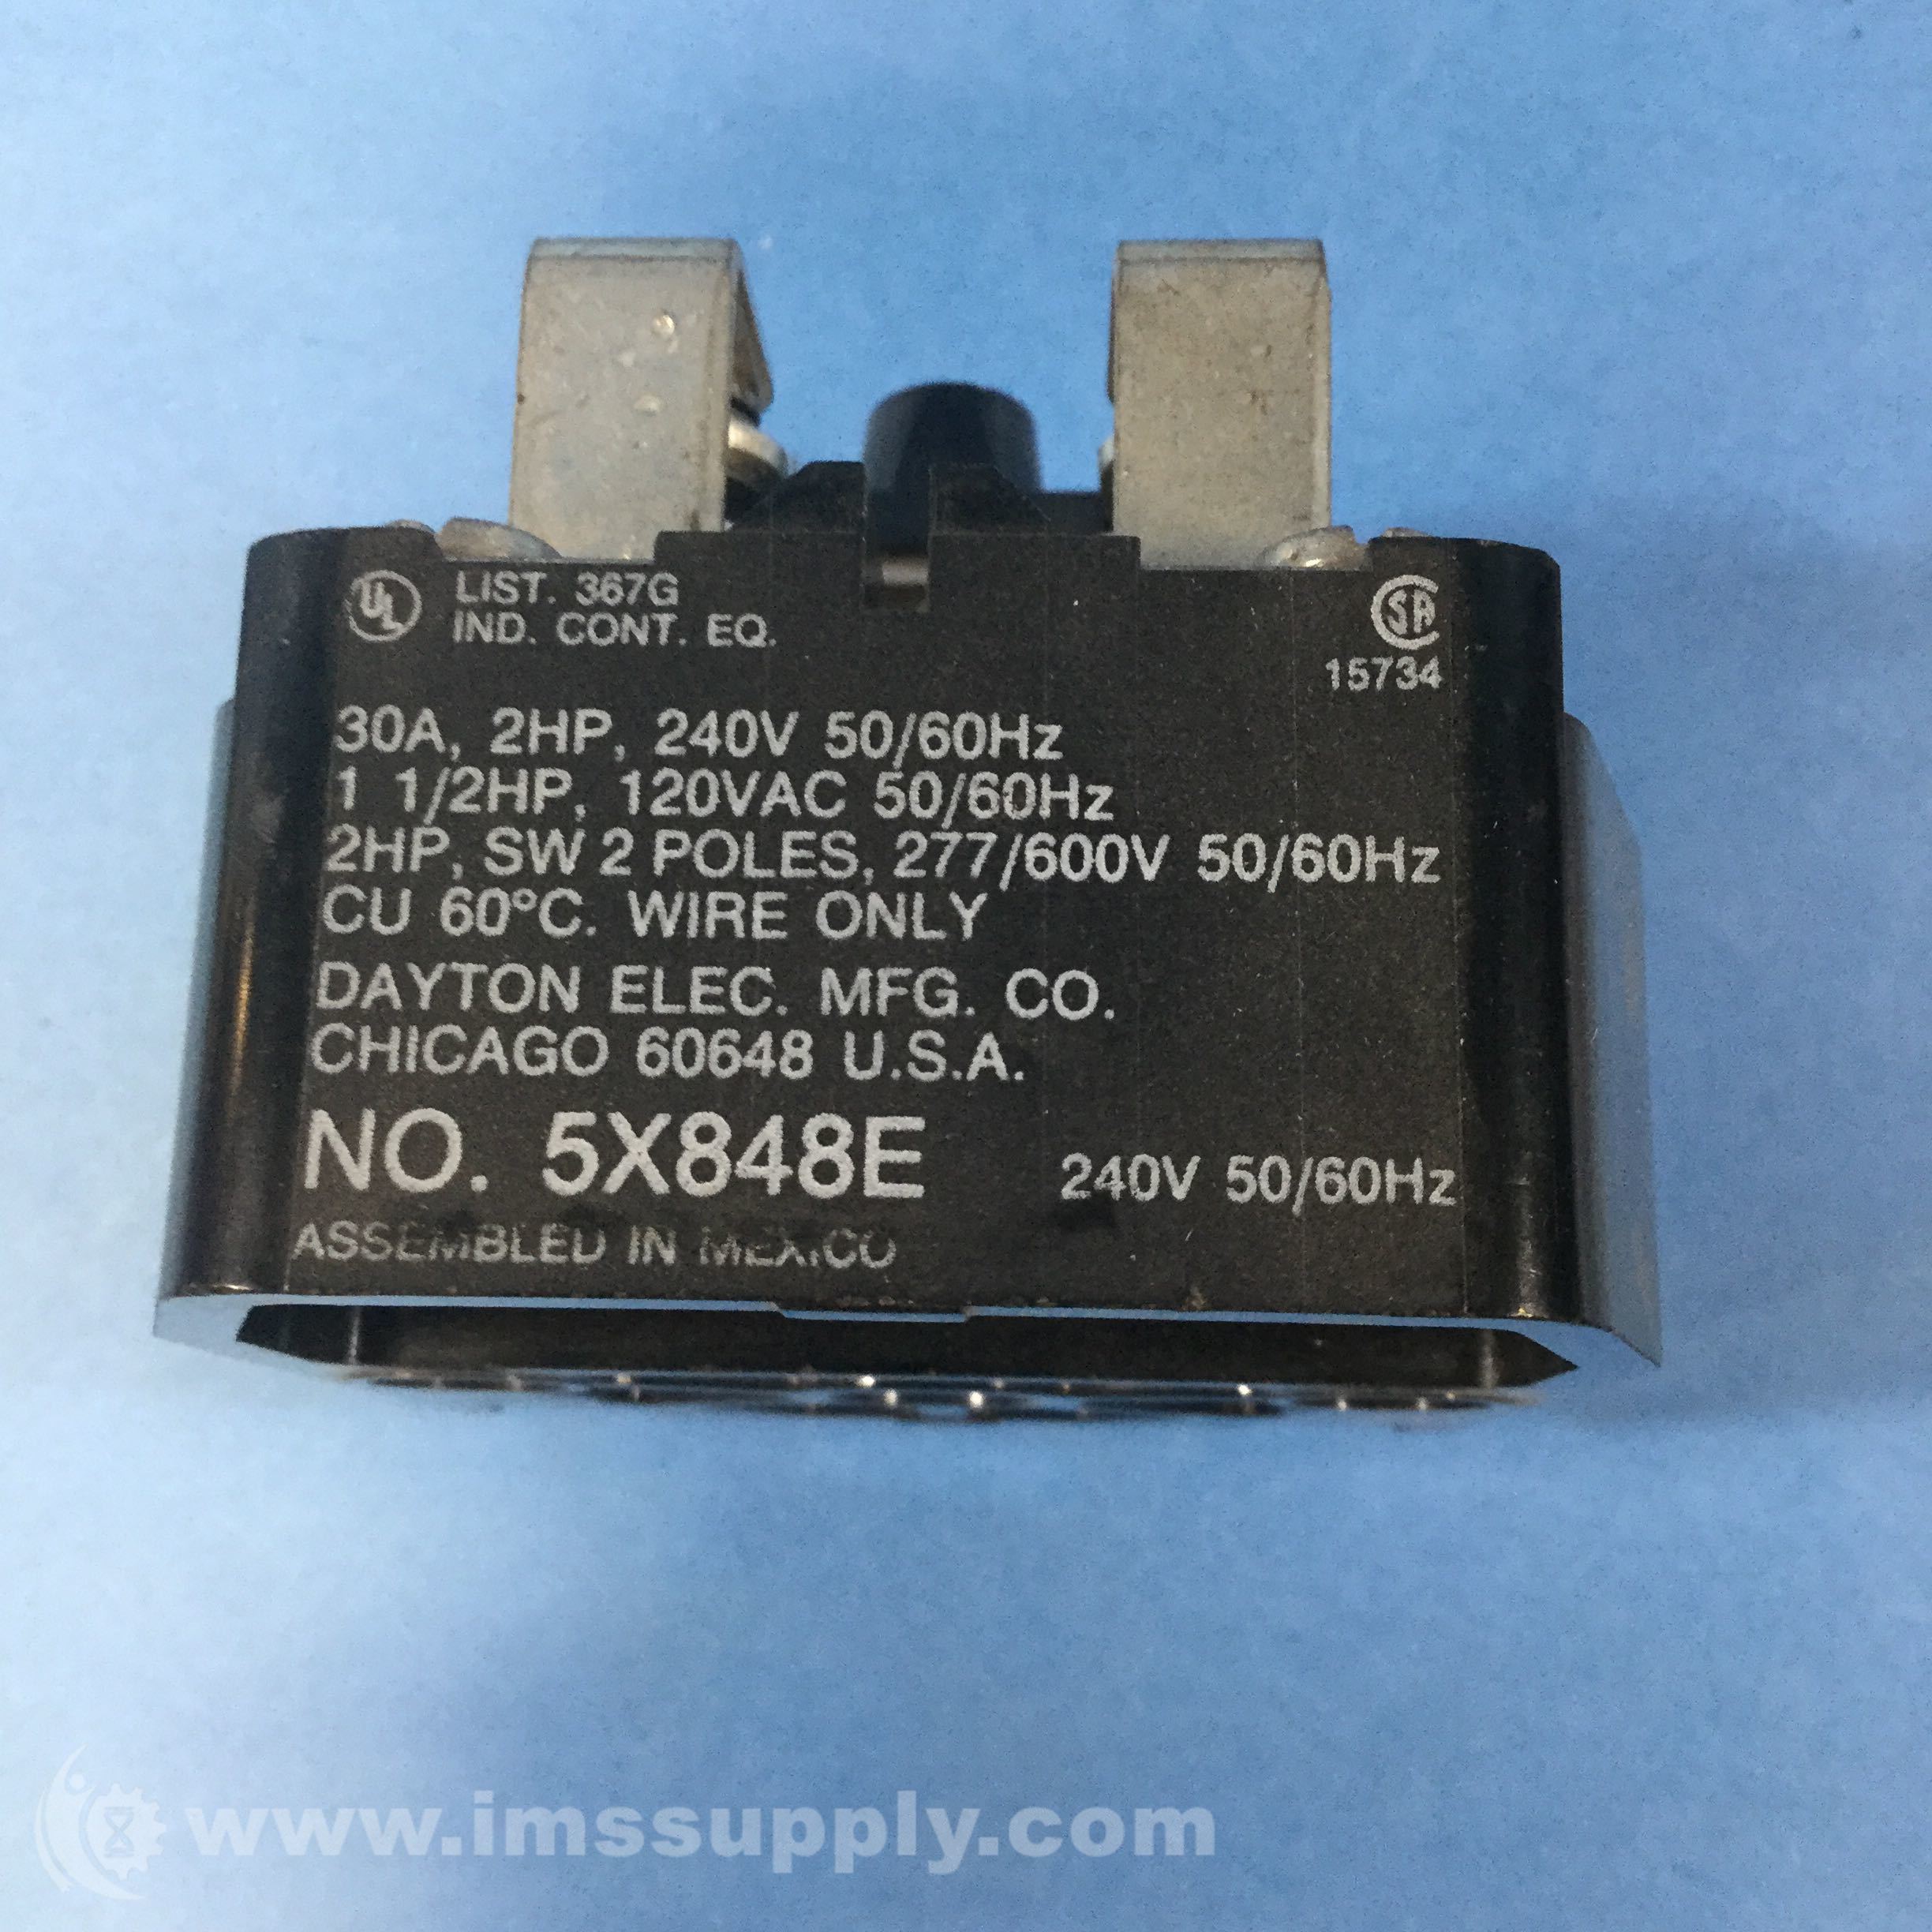 UL LIST. 367G
IND. CONT. EQ.
SA
15734
30A, 2HP, 240V 50/60Hz
1 1/2HP, 120VAC 50/60Hz
2HP, SW 2 POLES, 277/600V 50/60Hz
CU 60°C. WIRE ONLY
DAYTON ELEC. MFG. CO.
CHICAGO 60648 U.S.A.
NO. 5X848E 240V 50/60Hz
ASSEMBLED IN MEXICO
www.imssupply.com